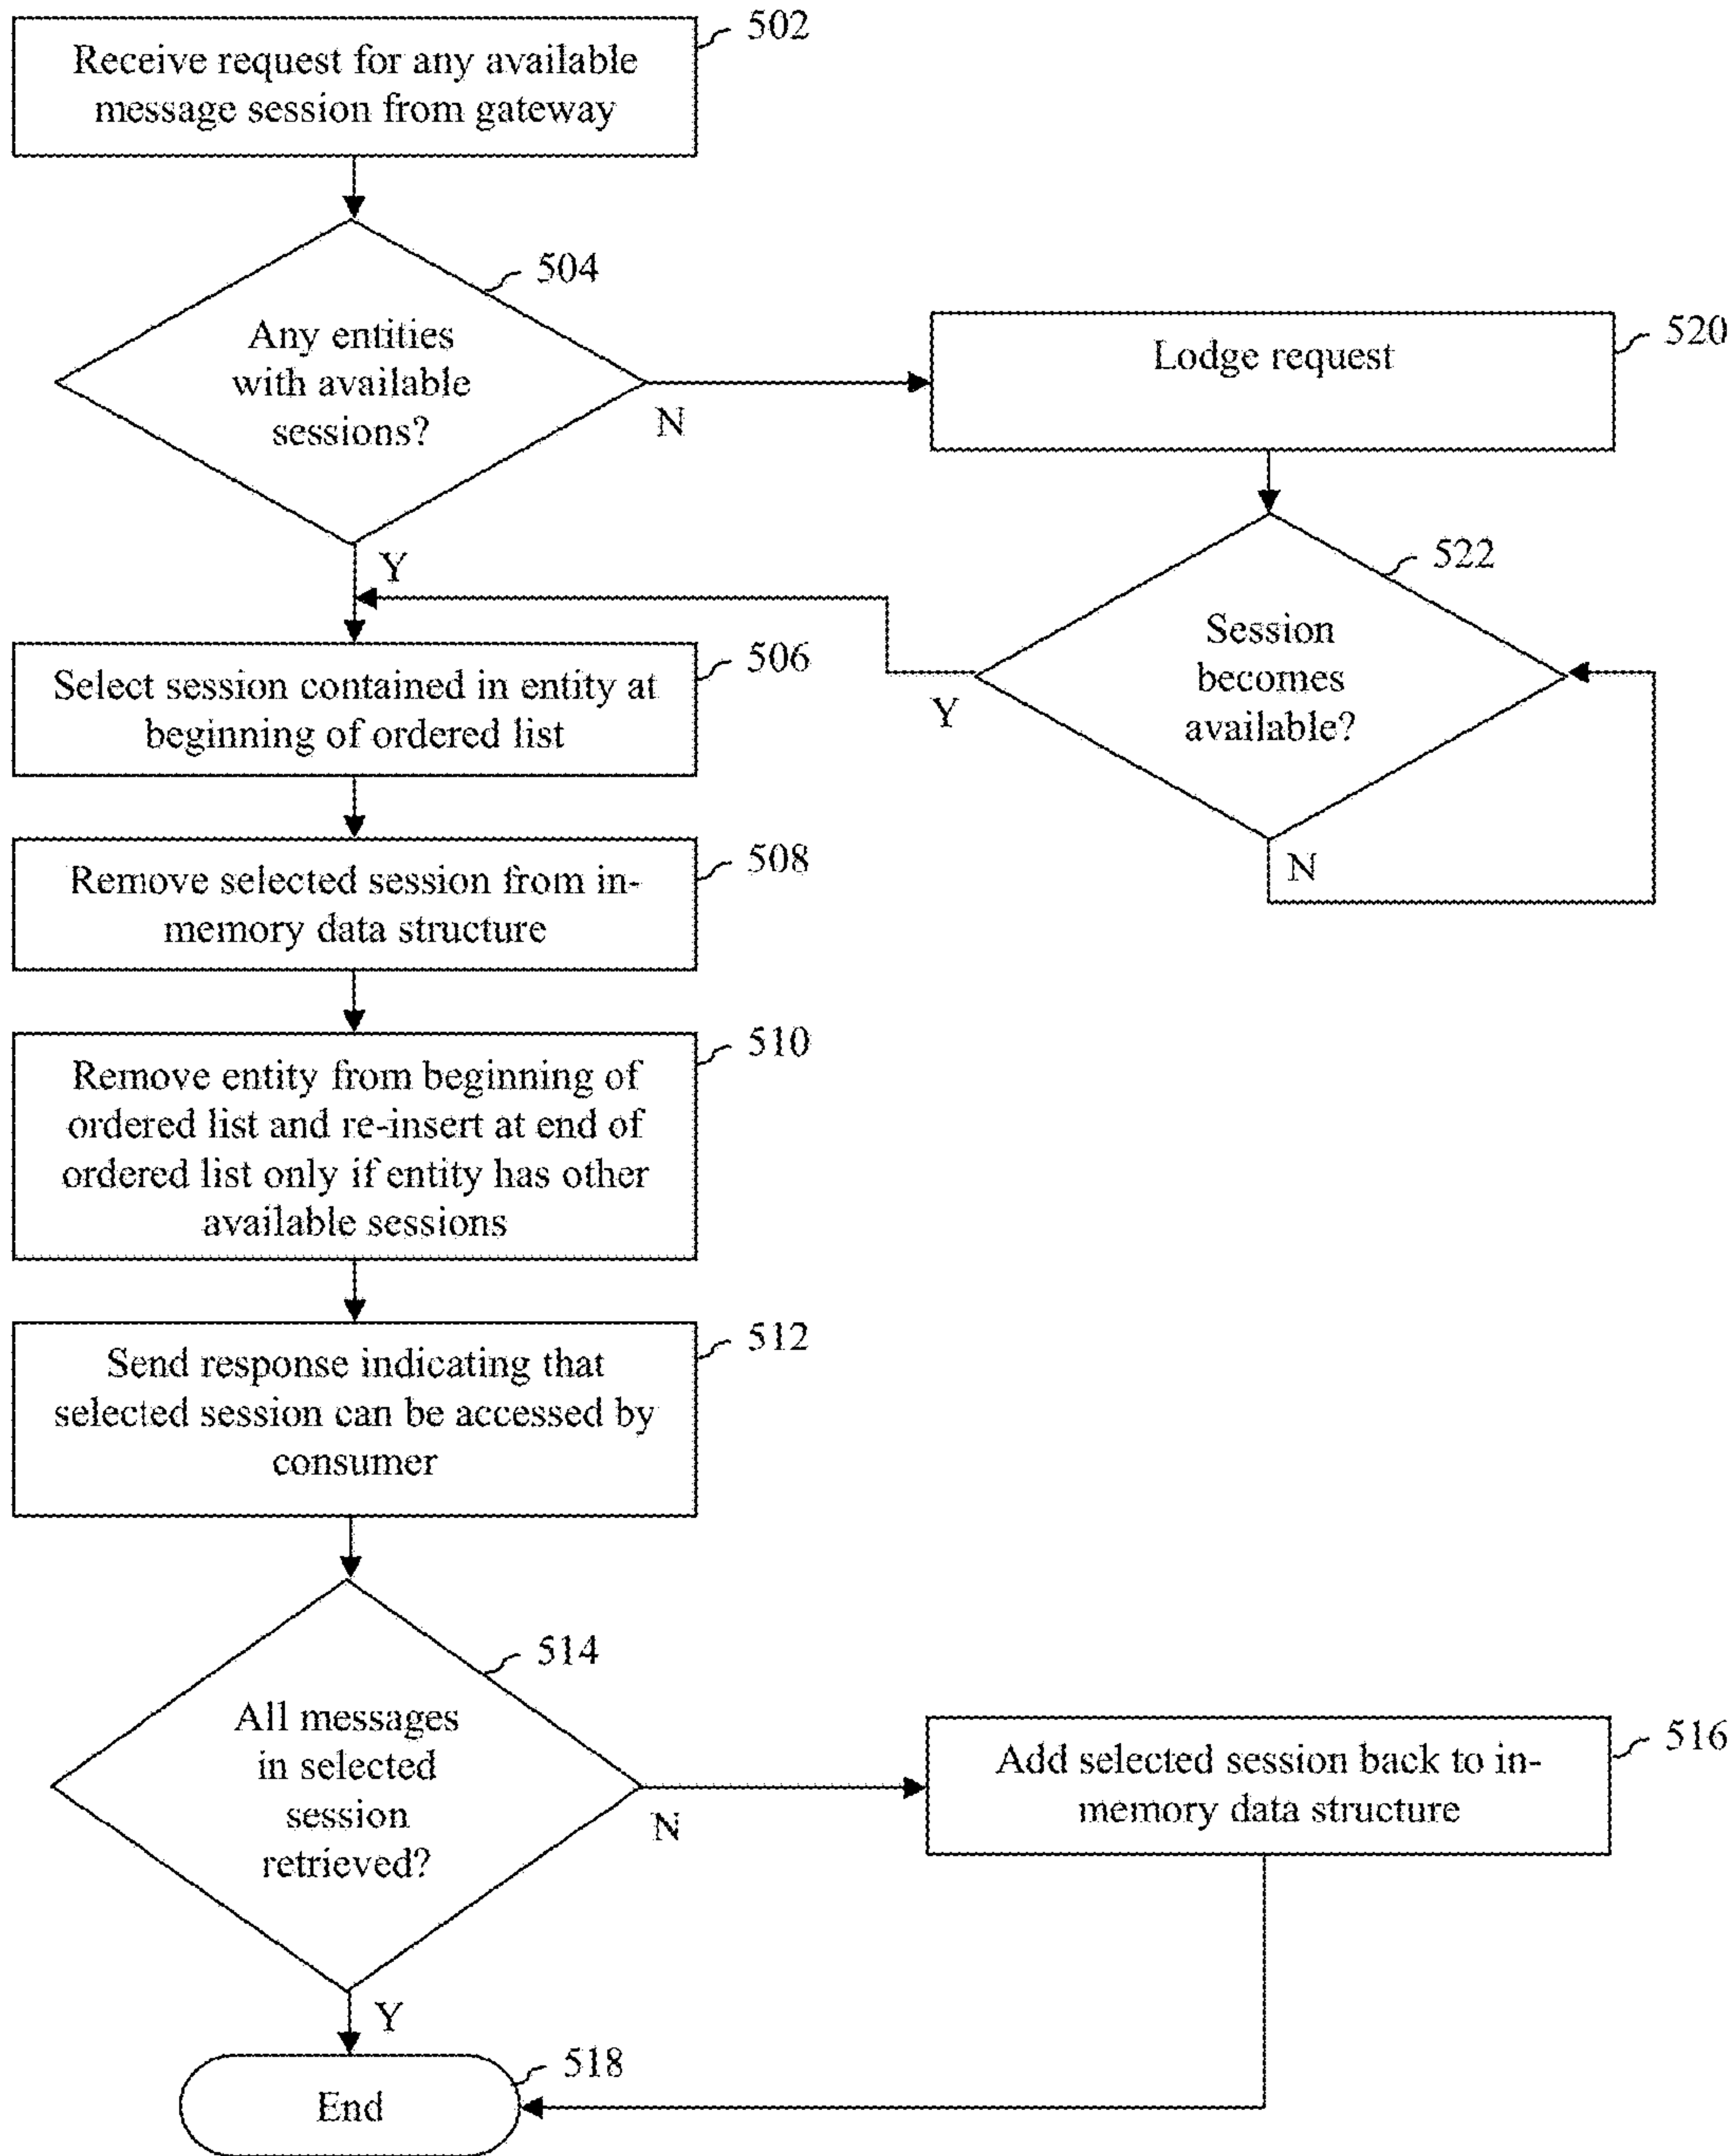 502
Receive request for any available
message session from gateway
504
Any entities
with available
sessions?
N
Y
520
Lodge request
522
Session
becomes
available?
Y
N
506
Select session contained in entity at
beginning of ordered list
508
Remove selected session from in-
memory data structure
510
Remove entity from beginning of
ordered list and re-insert at end of
ordered list only if entity has other
available sessions
512
Send response indicating that
selected session can be accessed by
consumer
514
All messages
in selected
session
retrieved?
N
Y
516
Add selected session back to in-
memory data structure
518
End